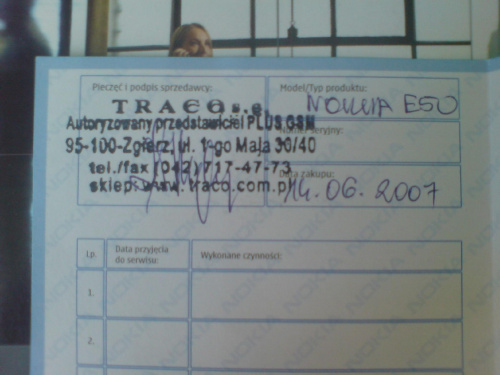 Pieczęć i podpis sprzedawcy:
TRACO s.c.
Autoryzowany przedstawiciel PLUS GSM
95-100-Zgierz, ul. 1-go Maja 30/40
tel./fax (042) 717-47-73
sklep: www.traco.com.pl
Model/Typ produktu:
NOKIA E50
Numer seryjny:
Data zakupu:
14.06.2007
Lp.
Data przyjęcia
do serwisu:
Wykonane czynności:
1.
2.